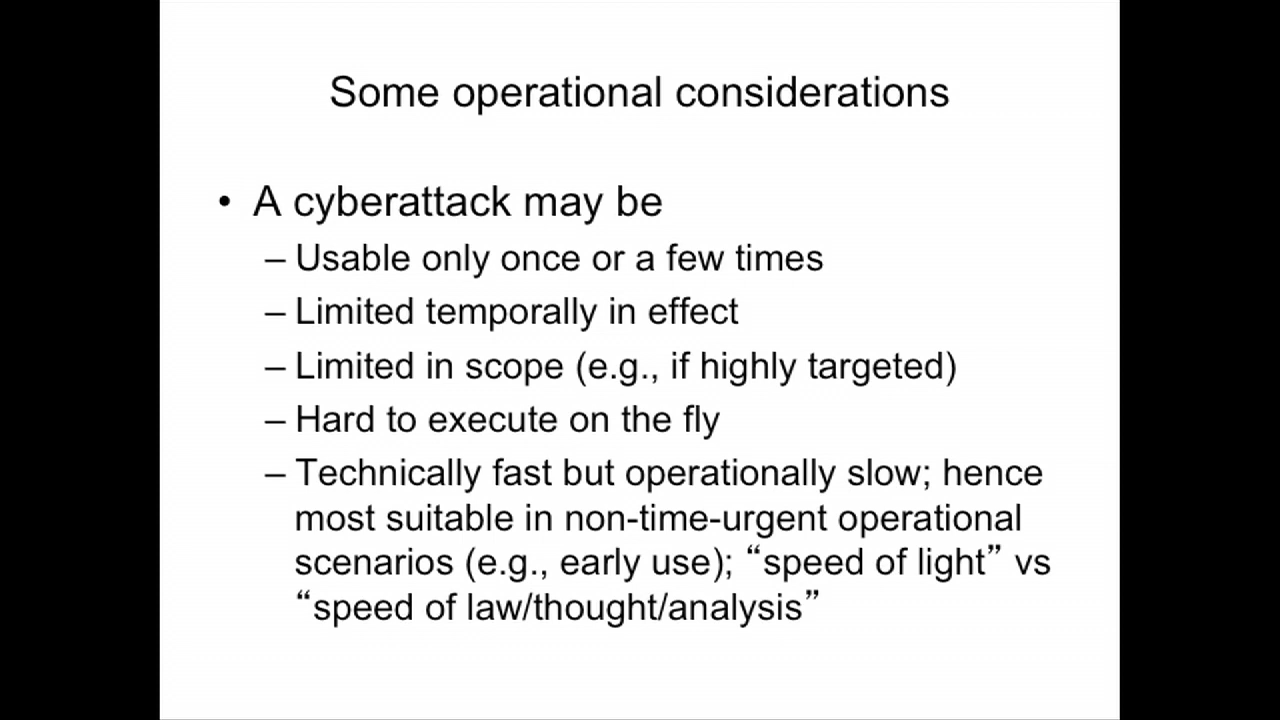 Some operational considerations
• A cyberattack may be
– Usable only once or a few times
– Limited temporally in effect
– Limited in scope (e.g., if highly targeted)
– Hard to execute on the fly
– Technically fast but operationally slow; hence
most suitable in non-time-urgent operational
scenarios (e.g., early use); “speed of light” vs
“speed of law/thought/analysis”